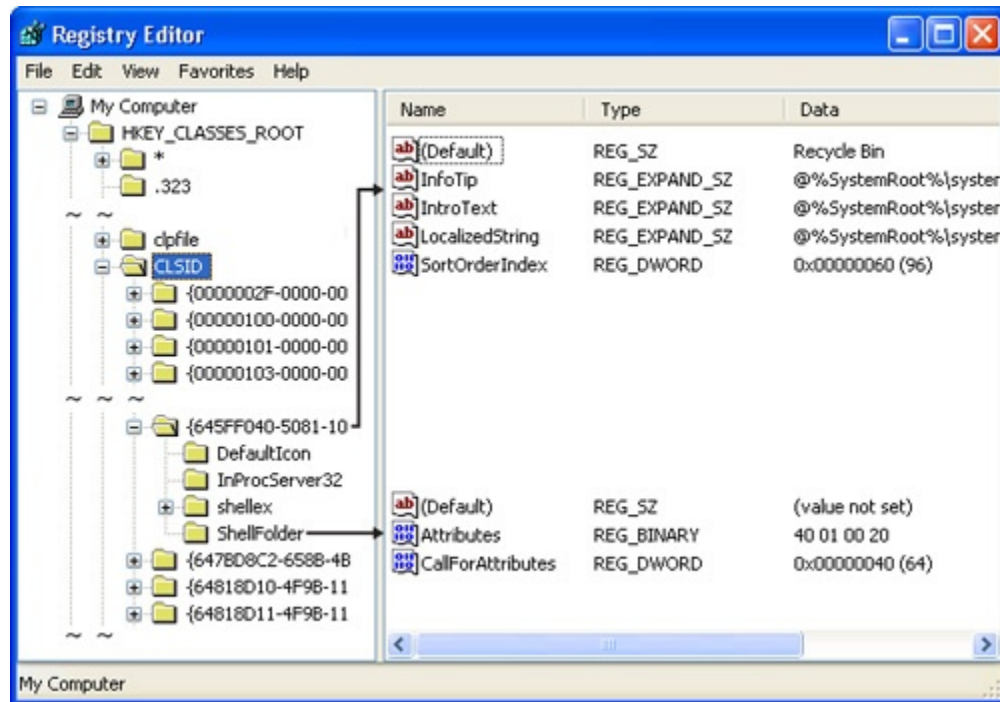 Registry Editor
File Edit View Favorites Help
My Computer
HKEY_CLASSES_ROOT
*
.323
~ ~
clpfile
CLSID
{0000002F-0000-00
{00000100-0000-00
{00000101-0000-00
{00000103-0000-00
~ ~ ~
{645FF040-5081-10
DefaultIcon
InProcServer32
shellex
ShellFolder
{647BD8C2-658B-4B
{64818D10-4F9B-11
{64818D11-4F9B-11
~ ~
Name Type Data
(Default) REG_SZ Recycle Bin
InfoTip REG_EXPAND_SZ @%SystemRoot%\system
IntroText REG_EXPAND_SZ @%SystemRoot%\system
LocalizedString REG_EXPAND_SZ @%SystemRoot%\system
SortOrderIndex REG_DWORD 0x00000060 (96)
(Default) REG_SZ (value not set)
Attributes REG_BINARY 40 01 00 20
CallForAttributes REG_DWORD 0x00000040 (64)
My Computer